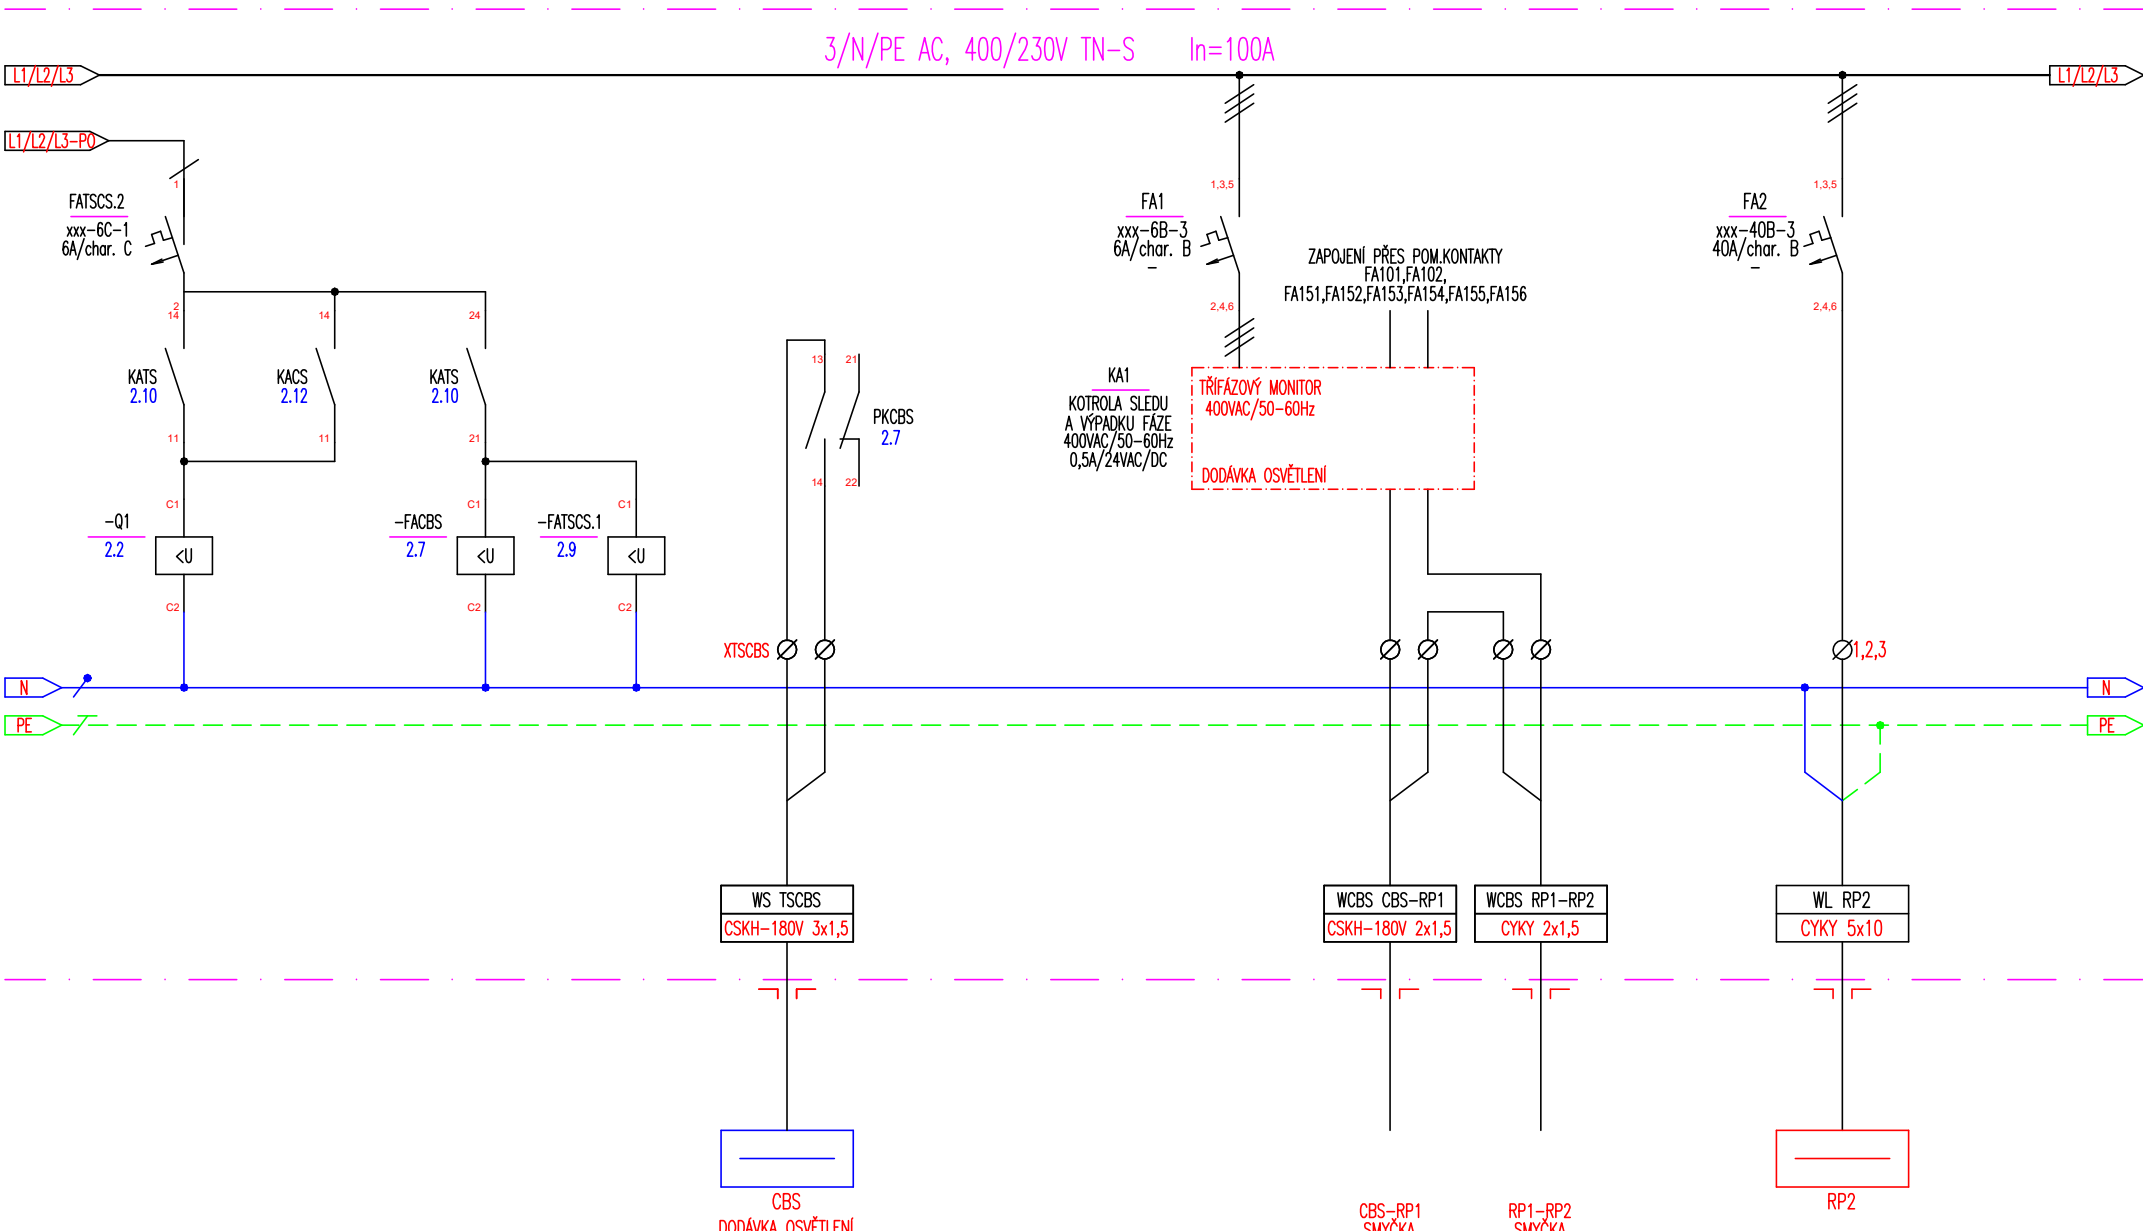 3/N/PE AC, 400/230V TN-S In=100A
L1/L2/L3
L1/L2/L3
L1/L2/L3-PO
1
FATSCS.2
xxx-6C-1
6A/char. C
2
14
14
24
KATS
2.10
KACS
2.12
KATS
2.10
11
11
21
C1
C1
C1
-Q1
2.2
<U
-FACBS
2.7
<U
-FATSCS.1
2.9
<U
C2
C2
C2
13
21
PKCBS
2.7
14
22
XTSCBS
1,3,5
FA1
xxx-6B-3
6A/char. B
-
2,4,6
ZAPOJENÍ PŘES POM.KONTAKTY
FA101,FA102,
FA151,FA152,FA153,FA154,FA155,FA156
KA1
KOTROLA SLEDU
A VÝPADKU FÁZE
400VAC/50-60Hz
0,5A/24VAC/DC
TŘÍFÁZOVÝ MONITOR
400VAC/50-60Hz
DODÁVKA OSVĚTLENÍ
1,3,5
FA2
xxx-40B-3
40A/char. B
-
2,4,6
1,2,3
N
N
PE
PE
WS TSCBS
CSKH-180V 3x1,5
WCBS CBS-RP1
CSKH-180V 2x1,5
WCBS RP1-RP2
CYKY 2x1,5
WL RP2
CYKY 5x10
CBS
DODÁVKA OSVĚTLENÍ
CBS-RP1
SMYČKA
RP1-RP2
SMYČKA
RP2